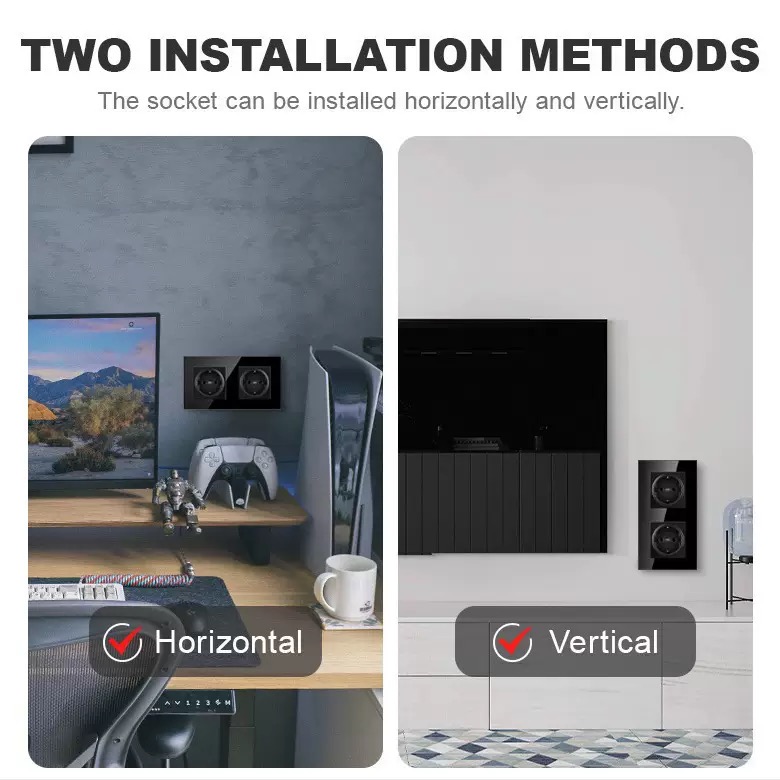 TWO INSTALLATION METHODS
The socket can be installed horizontally and vertically.
Horizontal
Vertical